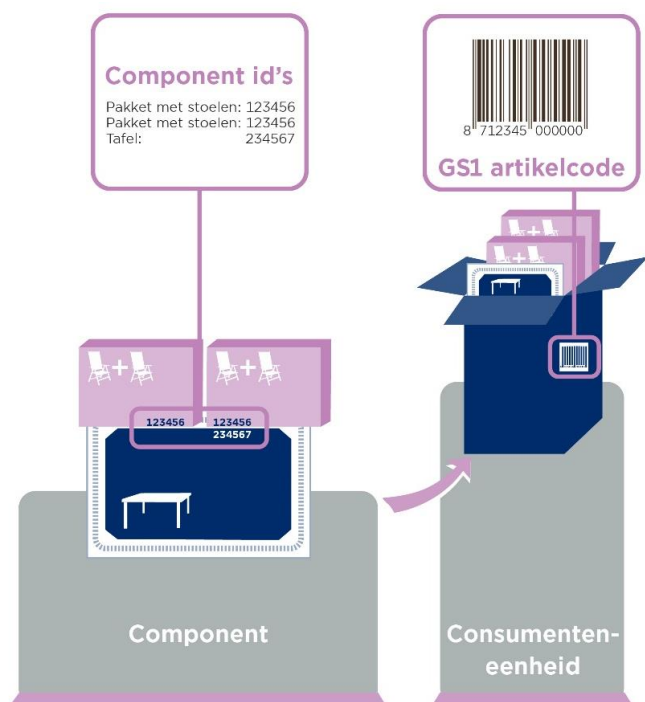 Component id's
Pakket met stoelen: 123456
Pakket met stoelen: 123456
Tafel: 234567
8 712345 000000
GS1 artikelcode
123456 123456
234567
Component
Consumenten-
eenheid